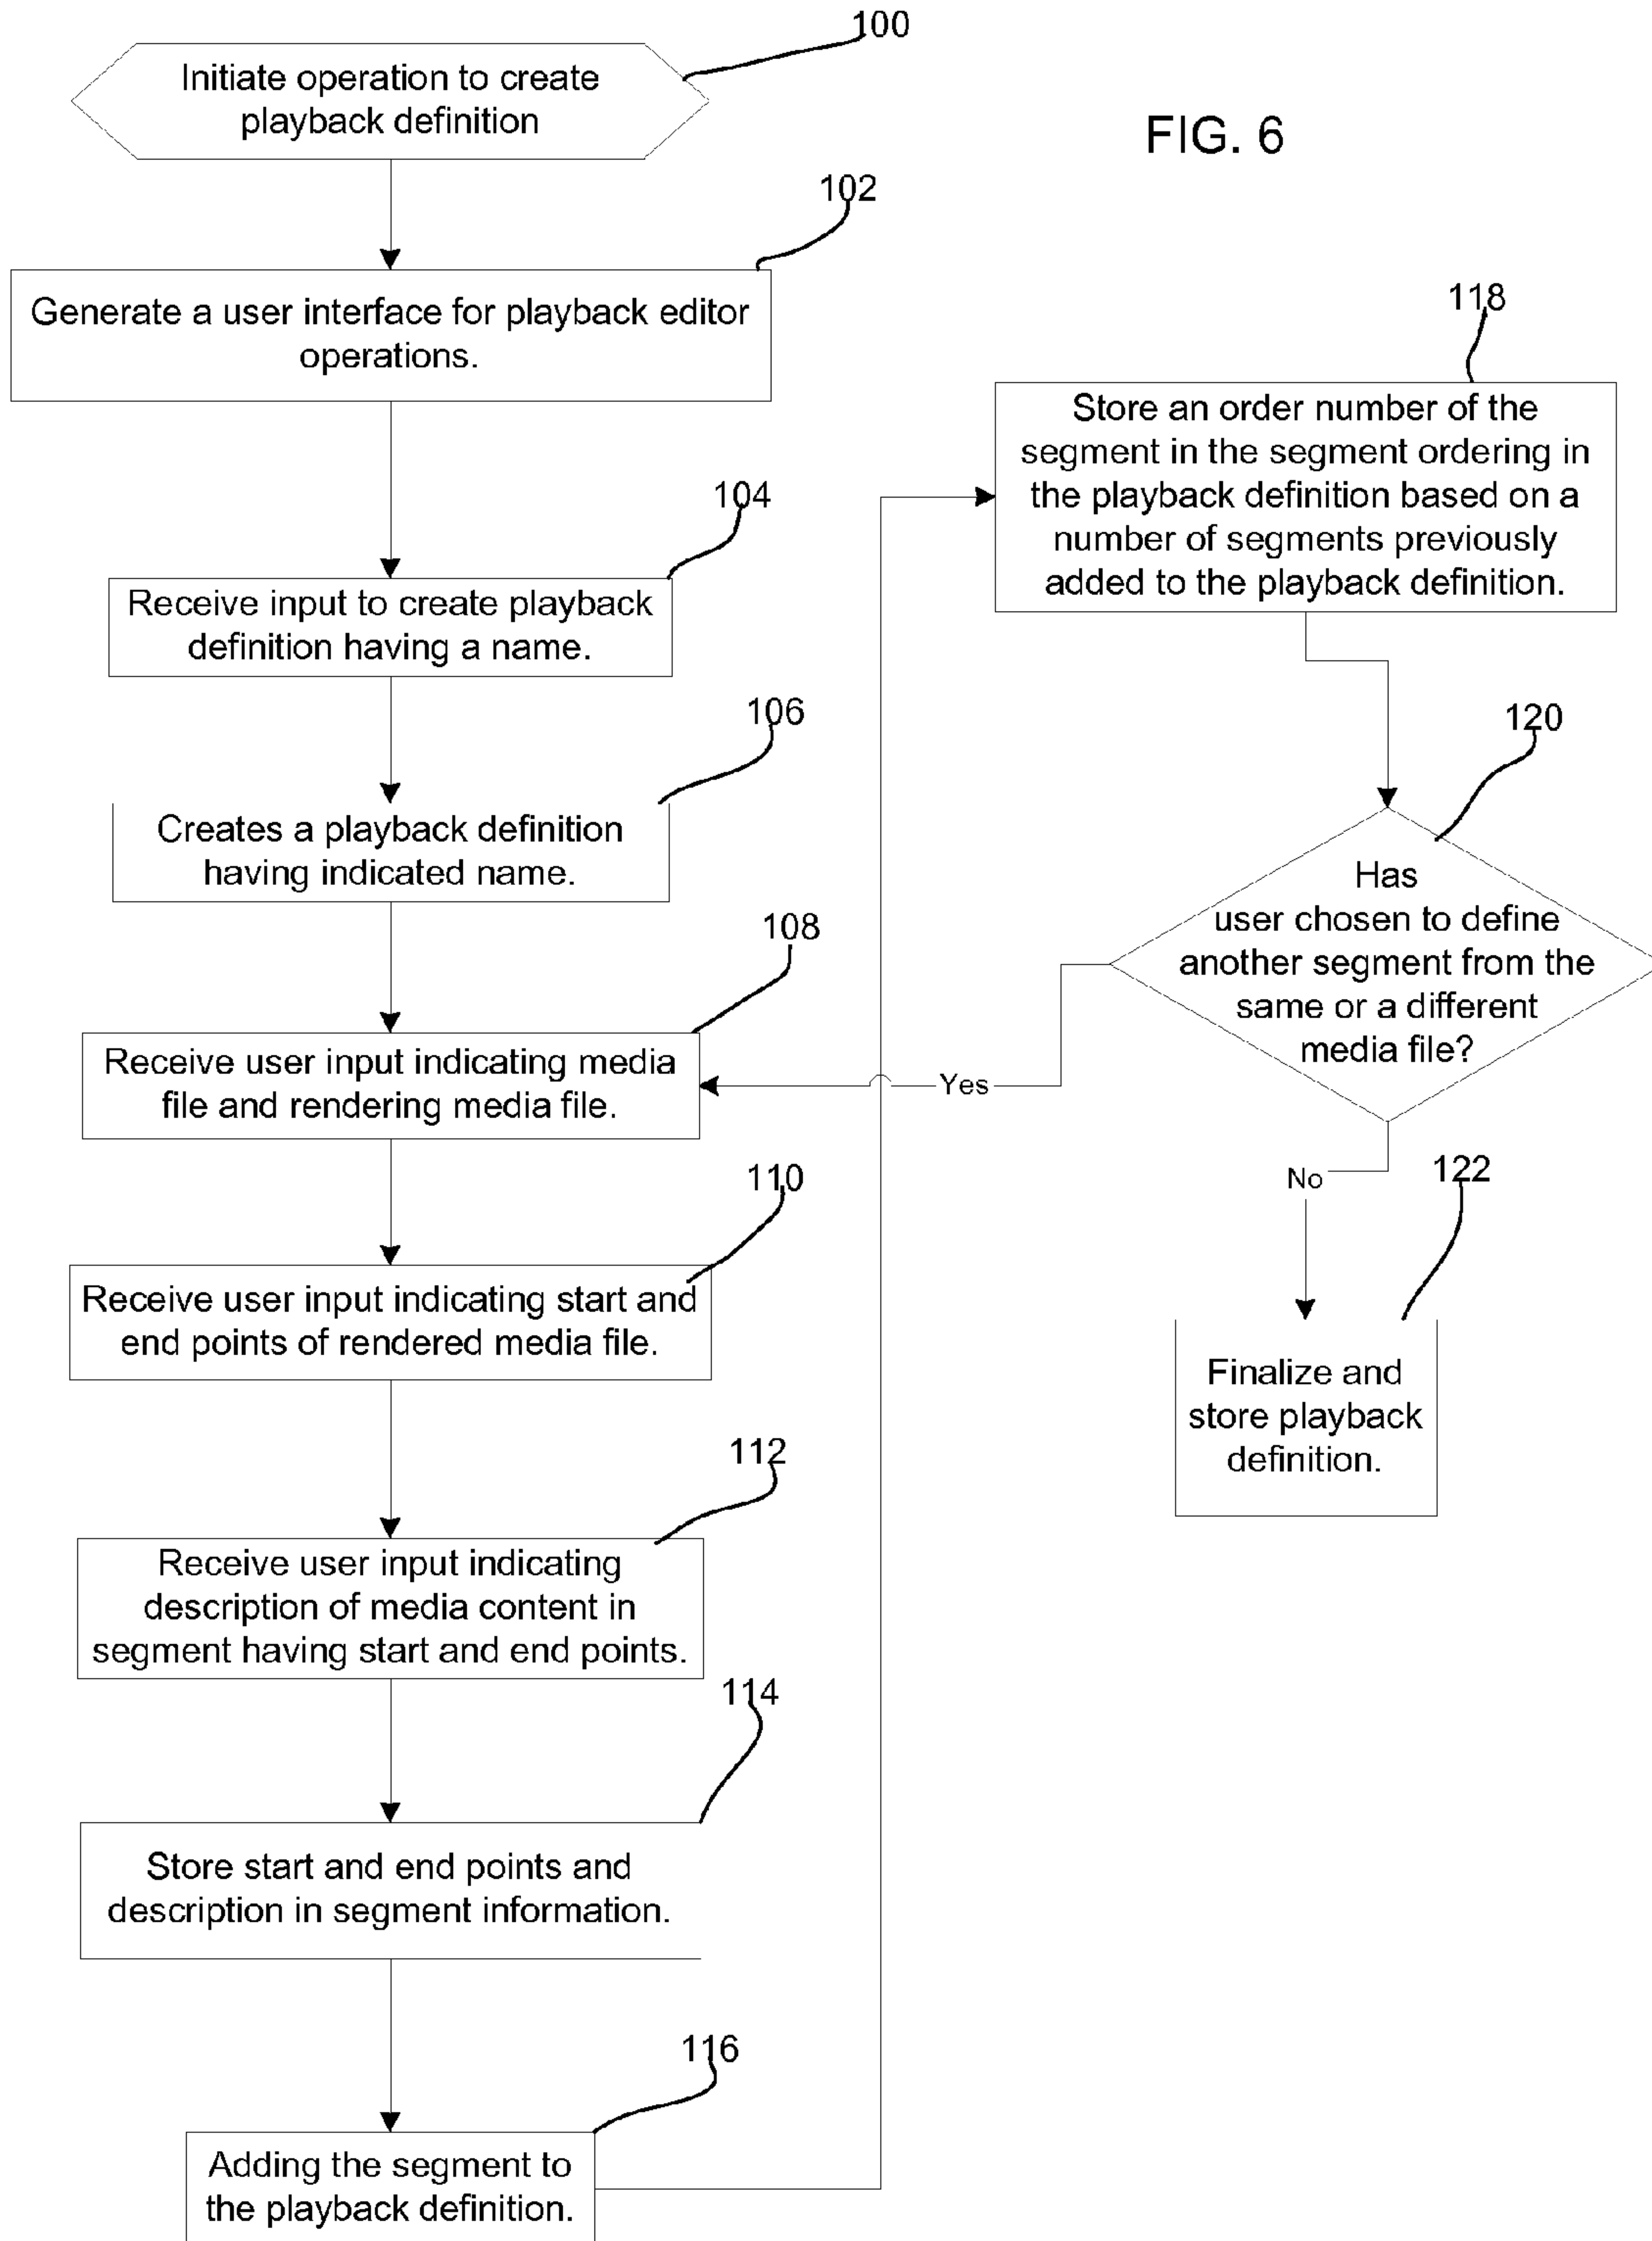 100
Initiate operation to create
playback definition
FIG. 6
102
Generate a user interface for playback editor
operations.
104
Receive input to create playback
definition having a name.
106
Creates a playback definition
having indicated name.
108
Receive user input indicating media
file and rendering media file.
110
Receive user input indicating start and
end points of rendered media file.
112
Receive user input indicating
description of media content in
segment having start and end points.
114
Store start and end points and
description in segment information.
116
Adding the segment to
the playback definition.
118
Store an order number of the
segment in the segment ordering in
the playback definition based on a
number of segments previously
added to the playback definition.
120
Has
user chosen to define
another segment from the
same or a different
media file?
Yes
No
122
Finalize and
store playback
definition.